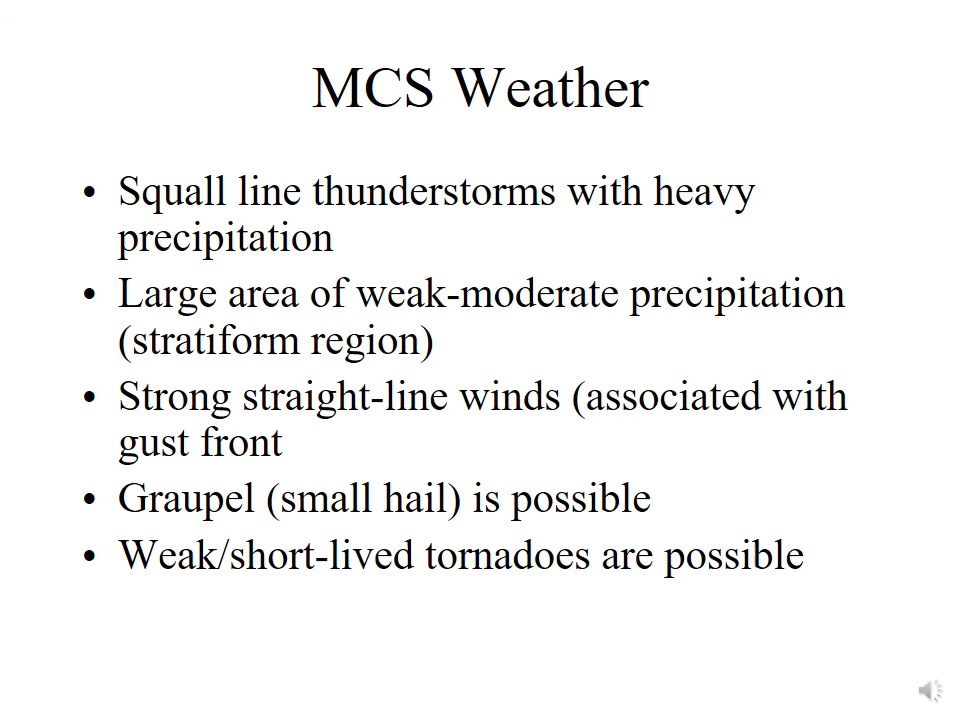 MCS Weather
• Squall line thunderstorms with heavy
precipitation
• Large area of weak-moderate precipitation
(stratiform region)
• Strong straight-line winds (associated with
gust front
• Graupel (small hail) is possible
• Weak/short-lived tornadoes are possible